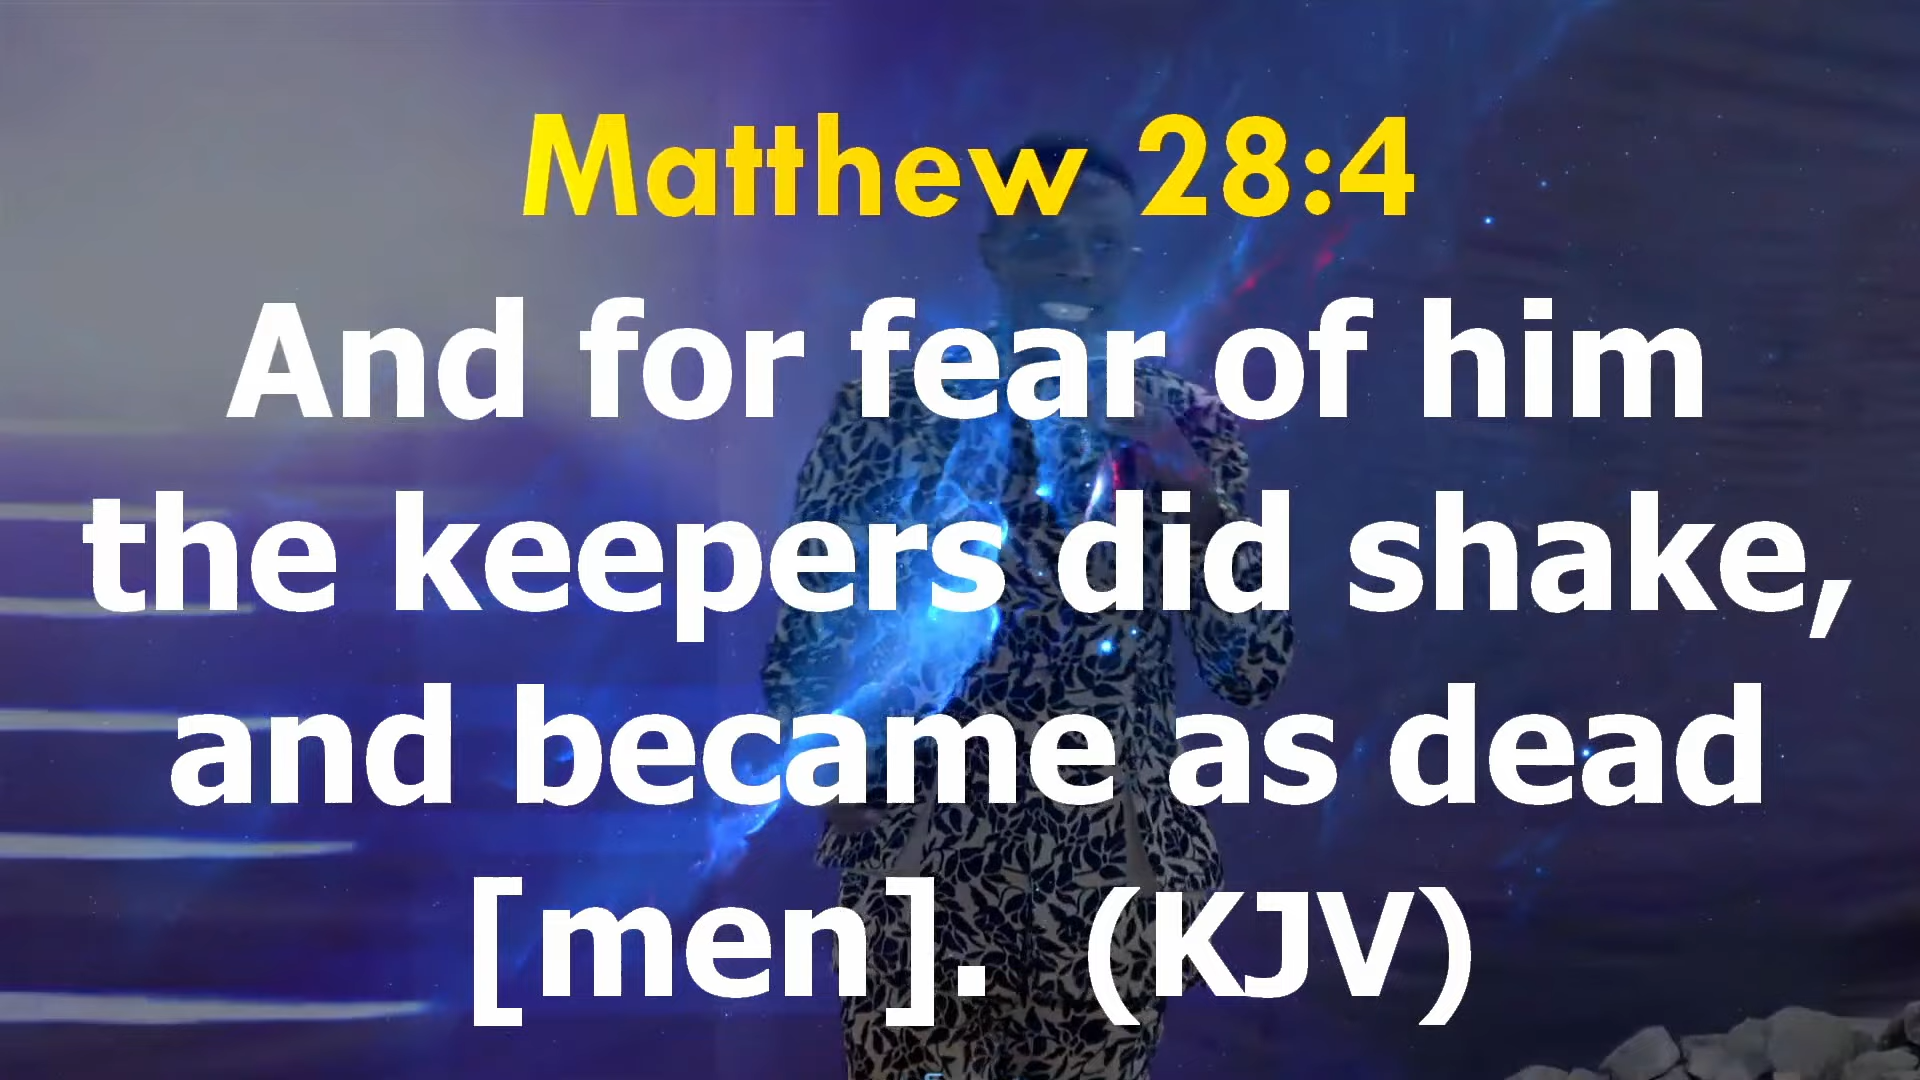 Matthew 28:4
And for fear of him
the keepers did shake,
and became as dead
[men].  (KJV)